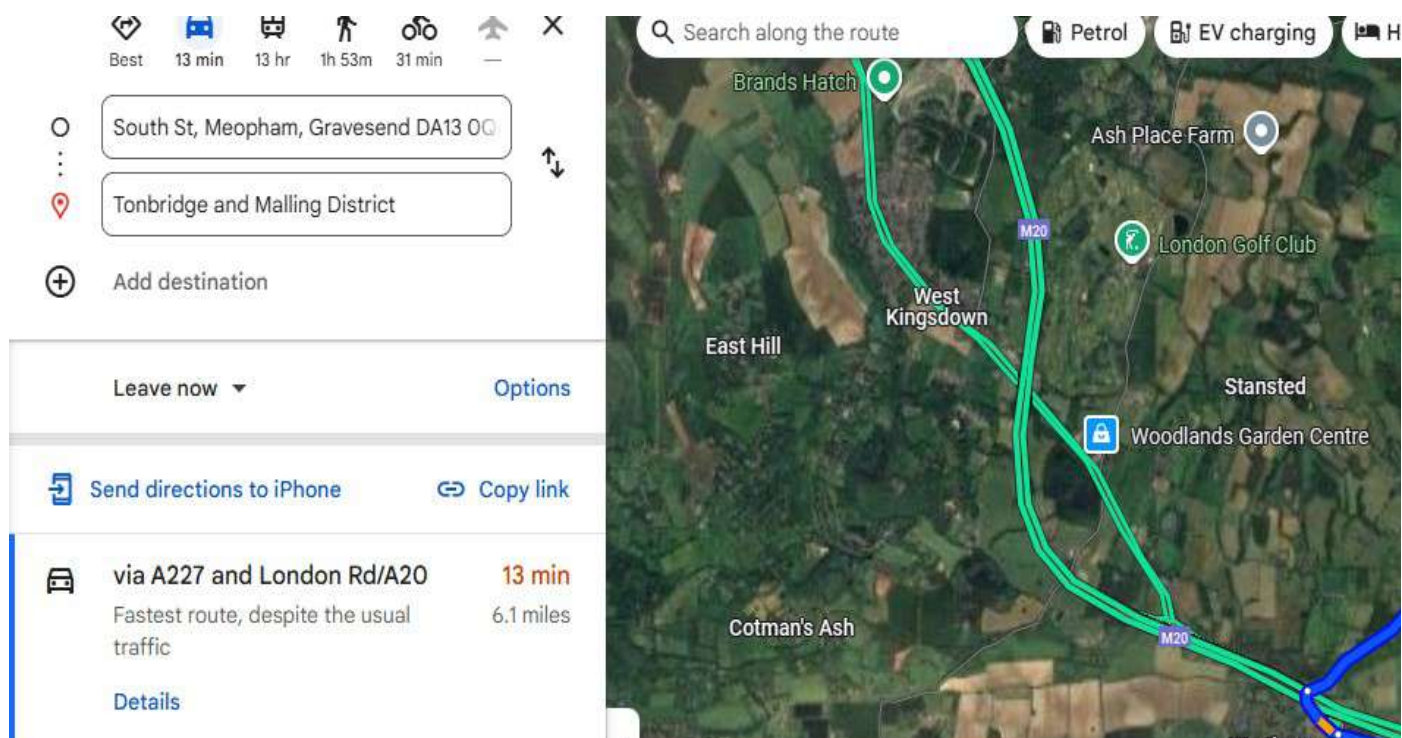 Best
13 min
13 hr
1h 53m
31 min
—
South St, Meopham, Gravesend DA13 0Q
Tonbridge and Malling District
Add destination
Leave now
Options
Send directions to iPhone
Copy link
via A227 and London Rd/A20
13 min
Fastest route, despite the usual
6.1 miles
traffic
Details
Search along the route
Petrol
EV charging
H
Brands Hatch
Ash Place Farm
M20
London Golf Club
West
Kingsdown
East Hill
Stansted
Woodlands Garden Centre
Cotman's Ash
M20